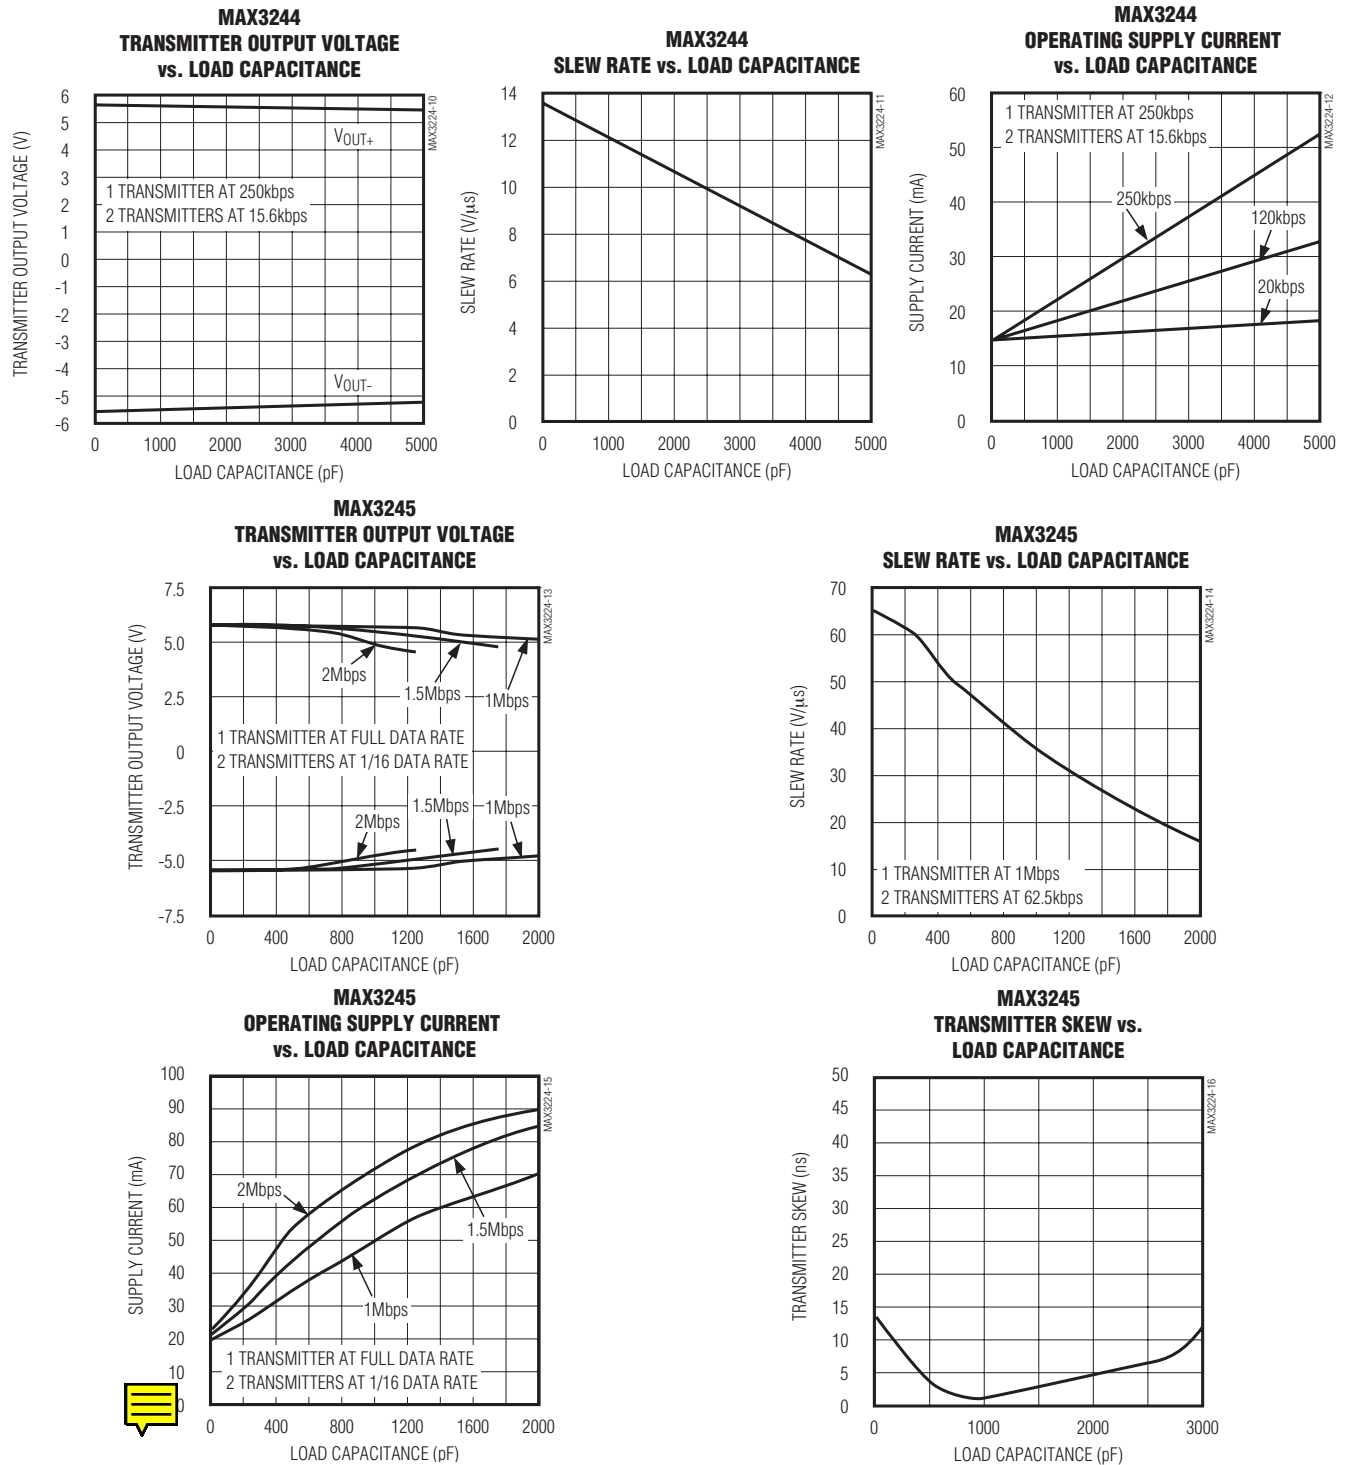 MAX3244
TRANSMITTER OUTPUT VOLTAGE
vs. LOAD CAPACITANCE
TRANSMITTER OUTPUT VOLTAGE (V)
6
5
4
3
2
1
0
-1
-2
-3
-4
-5
-6
VOUT+
1 TRANSMITTER AT 250kbps
2 TRANSMITTERS AT 15.6kbps
VOUT-
MAX3224-10
0 1000 2000 3000 4000 5000
LOAD CAPACITANCE (pF)
MAX3244
SLEW RATE vs. LOAD CAPACITANCE
SLEW RATE (V/μs)
14
12
10
8
6
4
2
0
MAX3224-11
0 1000 2000 3000 4000 5000
LOAD CAPACITANCE (pF)
MAX3244
OPERATING SUPPLY CURRENT
vs. LOAD CAPACITANCE
SUPPLY CURRENT (mA)
60
50
40
30
20
10
0
1 TRANSMITTER AT 250kbps
2 TRANSMITTERS AT 15.6kbps
250kbps
120kbps
20kbps
MAX3224-12
0 1000 2000 3000 4000 5000
LOAD CAPACITANCE (pF)
MAX3245
TRANSMITTER OUTPUT VOLTAGE
vs. LOAD CAPACITANCE
TRANSMITTER OUTPUT VOLTAGE (V)
7.5
5.0
2.5
0
-2.5
-5.0
-7.5
2Mbps
1.5Mbps
1Mbps
1 TRANSMITTER AT FULL DATA RATE
2 TRANSMITTERS AT 1/16 DATA RATE
2Mbps
1.5Mbps
1Mbps
MAX3224-13
0 400 800 1200 1600 2000
LOAD CAPACITANCE (pF)
MAX3245
SLEW RATE vs. LOAD CAPACITANCE
SLEW RATE (V/μs)
70
60
50
40
30
20
10
0
1 TRANSMITTER AT 1Mbps
2 TRANSMITTERS AT 62.5kbps
MAX3224-14
0 400 800 1200 1600 2000
LOAD CAPACITANCE (pF)
MAX3245
OPERATING SUPPLY CURRENT
vs. LOAD CAPACITANCE
SUPPLY CURRENT (mA)
100
90
80
70
60
50
40
30
20
10
0
2Mbps
1.5Mbps
1Mbps
1 TRANSMITTER AT FULL DATA RATE
2 TRANSMITTERS AT 1/16 DATA RATE
MAX3224-15
0 400 800 1200 1600 2000
LOAD CAPACITANCE (pF)
MAX3245
TRANSMITTER SKEW vs.
LOAD CAPACITANCE
TRANSMITTER SKEW (ns)
50
45
40
35
30
25
20
15
10
5
0
MAX3224-16
0 1000 2000 3000
LOAD CAPACITANCE (pF)